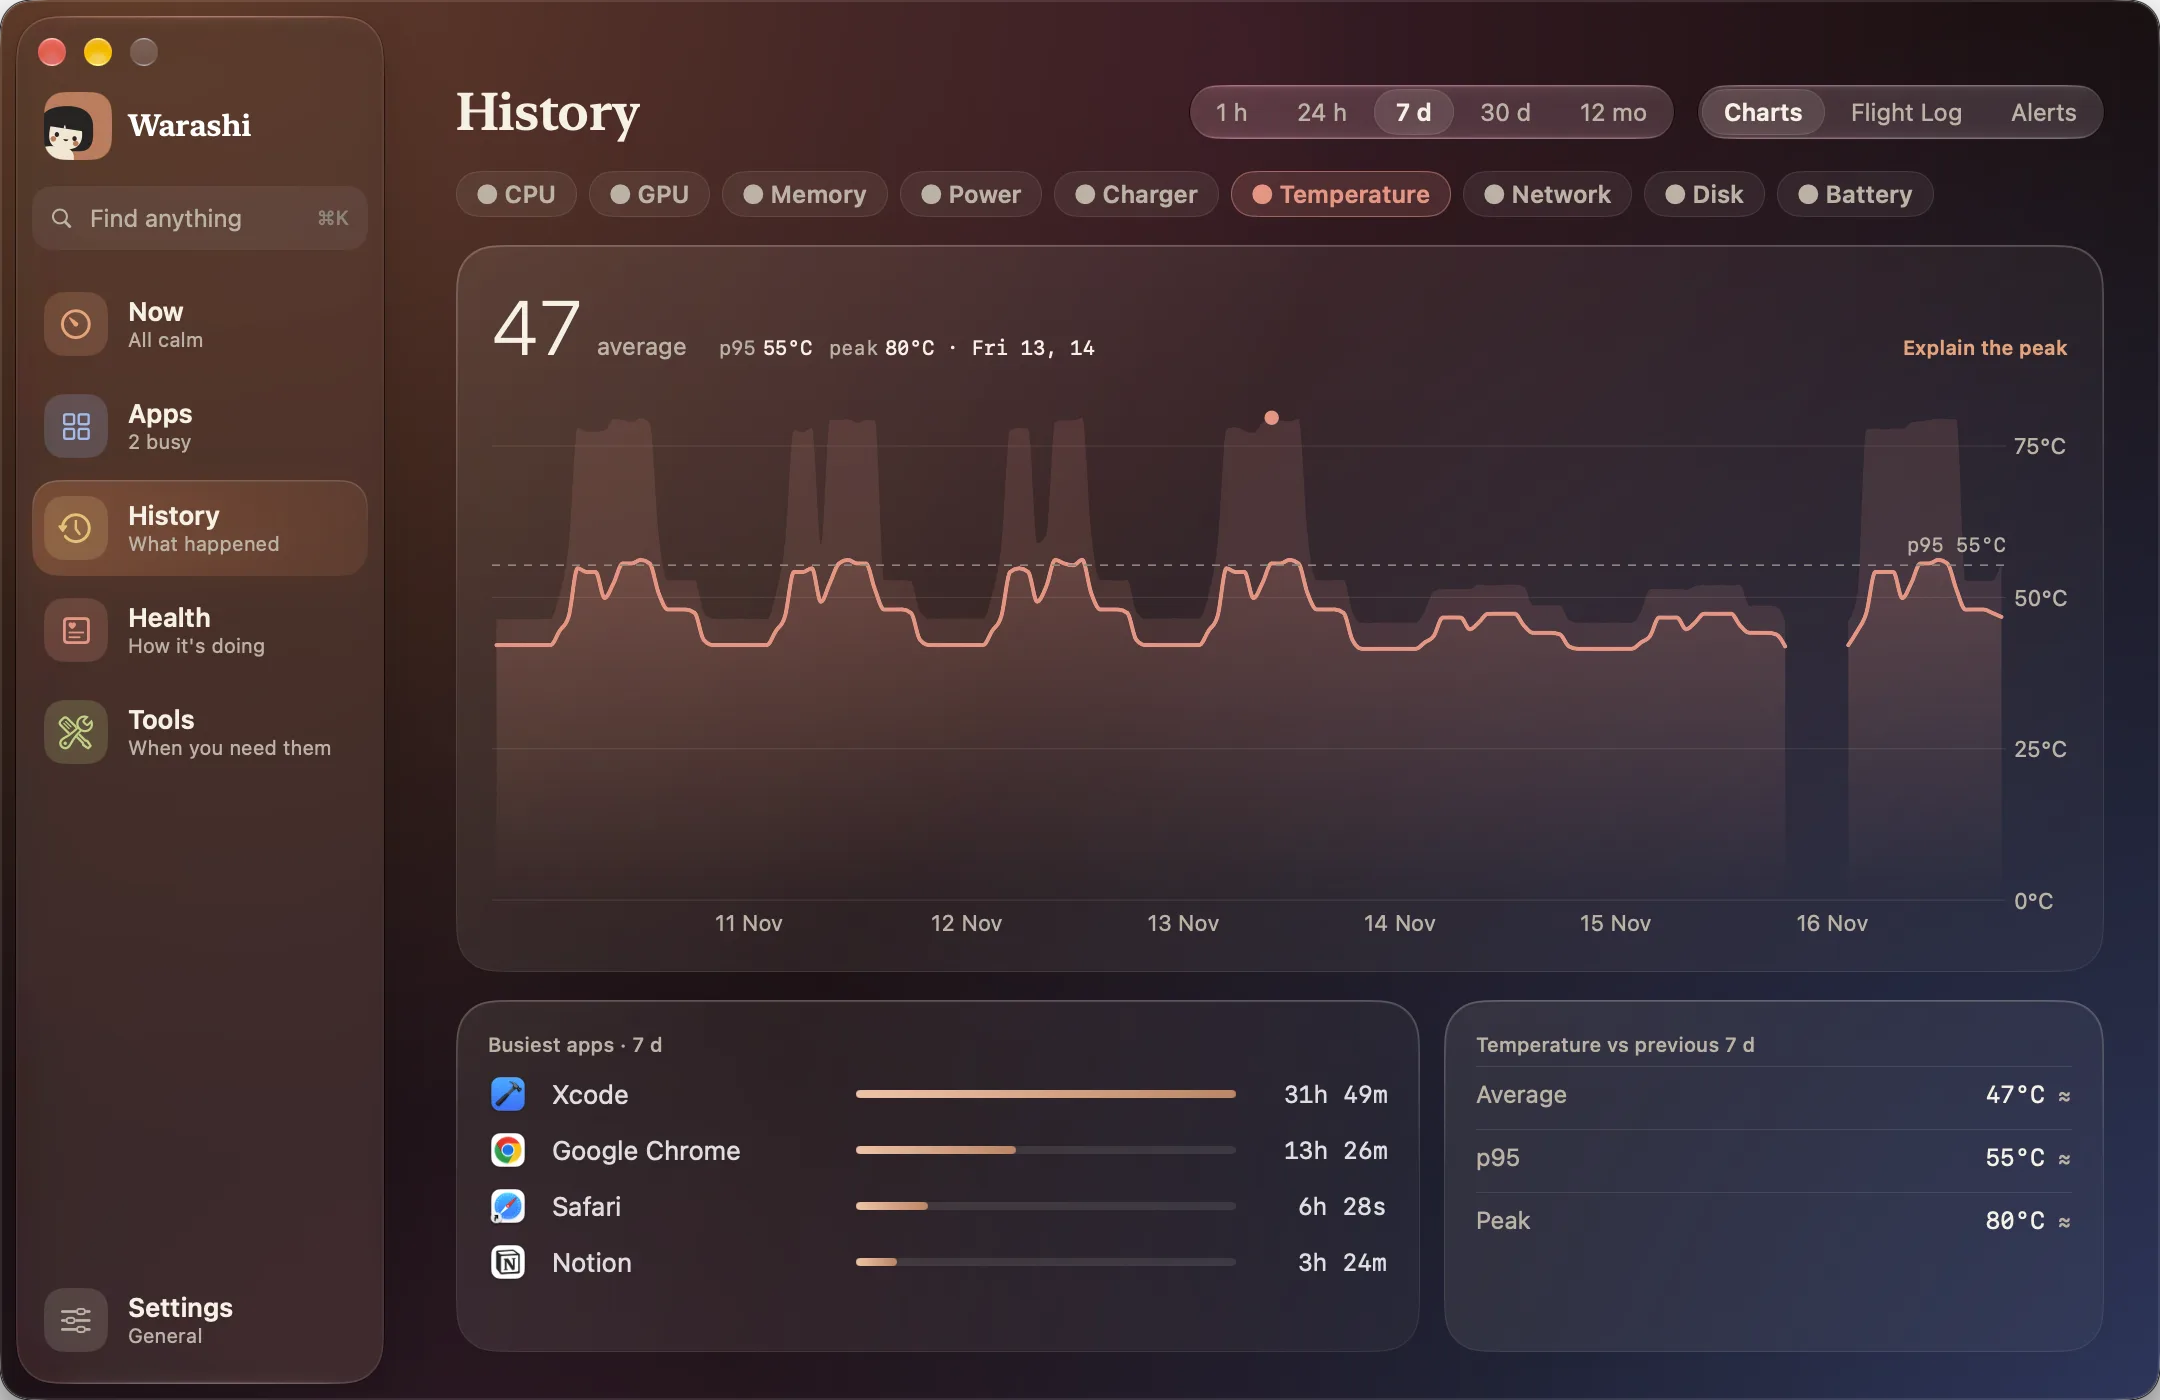 Warashi
Find anything ⌘K
Now
All calm
Apps
2 busy
History
What happened
Health
How it's doing
Tools
When you need them
Settings
General
History
1 h 24 h 7 d 30 d 12 mo
Charts Flight Log Alerts
CPU GPU Memory Power Charger Temperature Network Disk Battery
47 average p95 55°C peak 80°C · Fri 13, 14
Explain the peak
75°C
p95 55°C
50°C
25°C
0°C
11 Nov 12 Nov 13 Nov 14 Nov 15 Nov 16 Nov
Busiest apps · 7 d
Xcode 31h 49m
Google Chrome 13h 26m
Safari 6h 28s
Notion 3h 24m
Temperature vs previous 7 d
Average 47°C ≈
p95 55°C ≈
Peak 80°C ≈